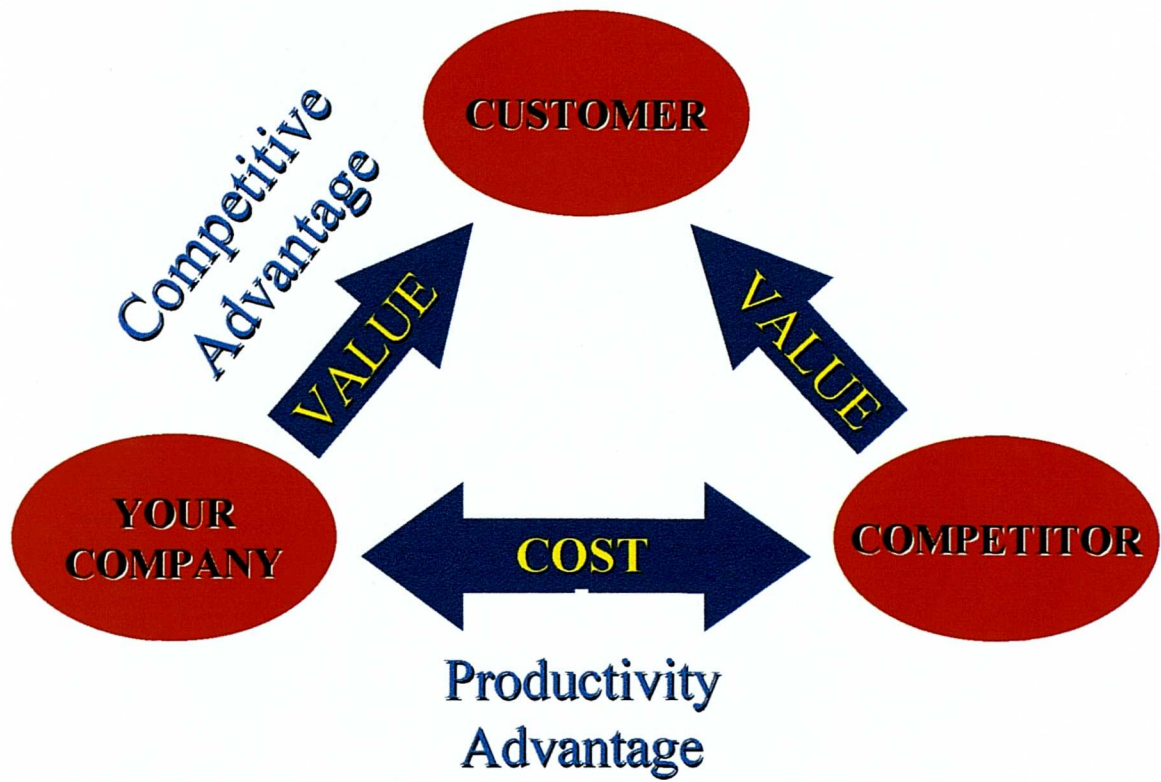 CUSTOMER
Competitive
Advantage
VALUE
VALUE
YOUR
COMPANY
COST
COMPETITOR
Productivity
Advantage